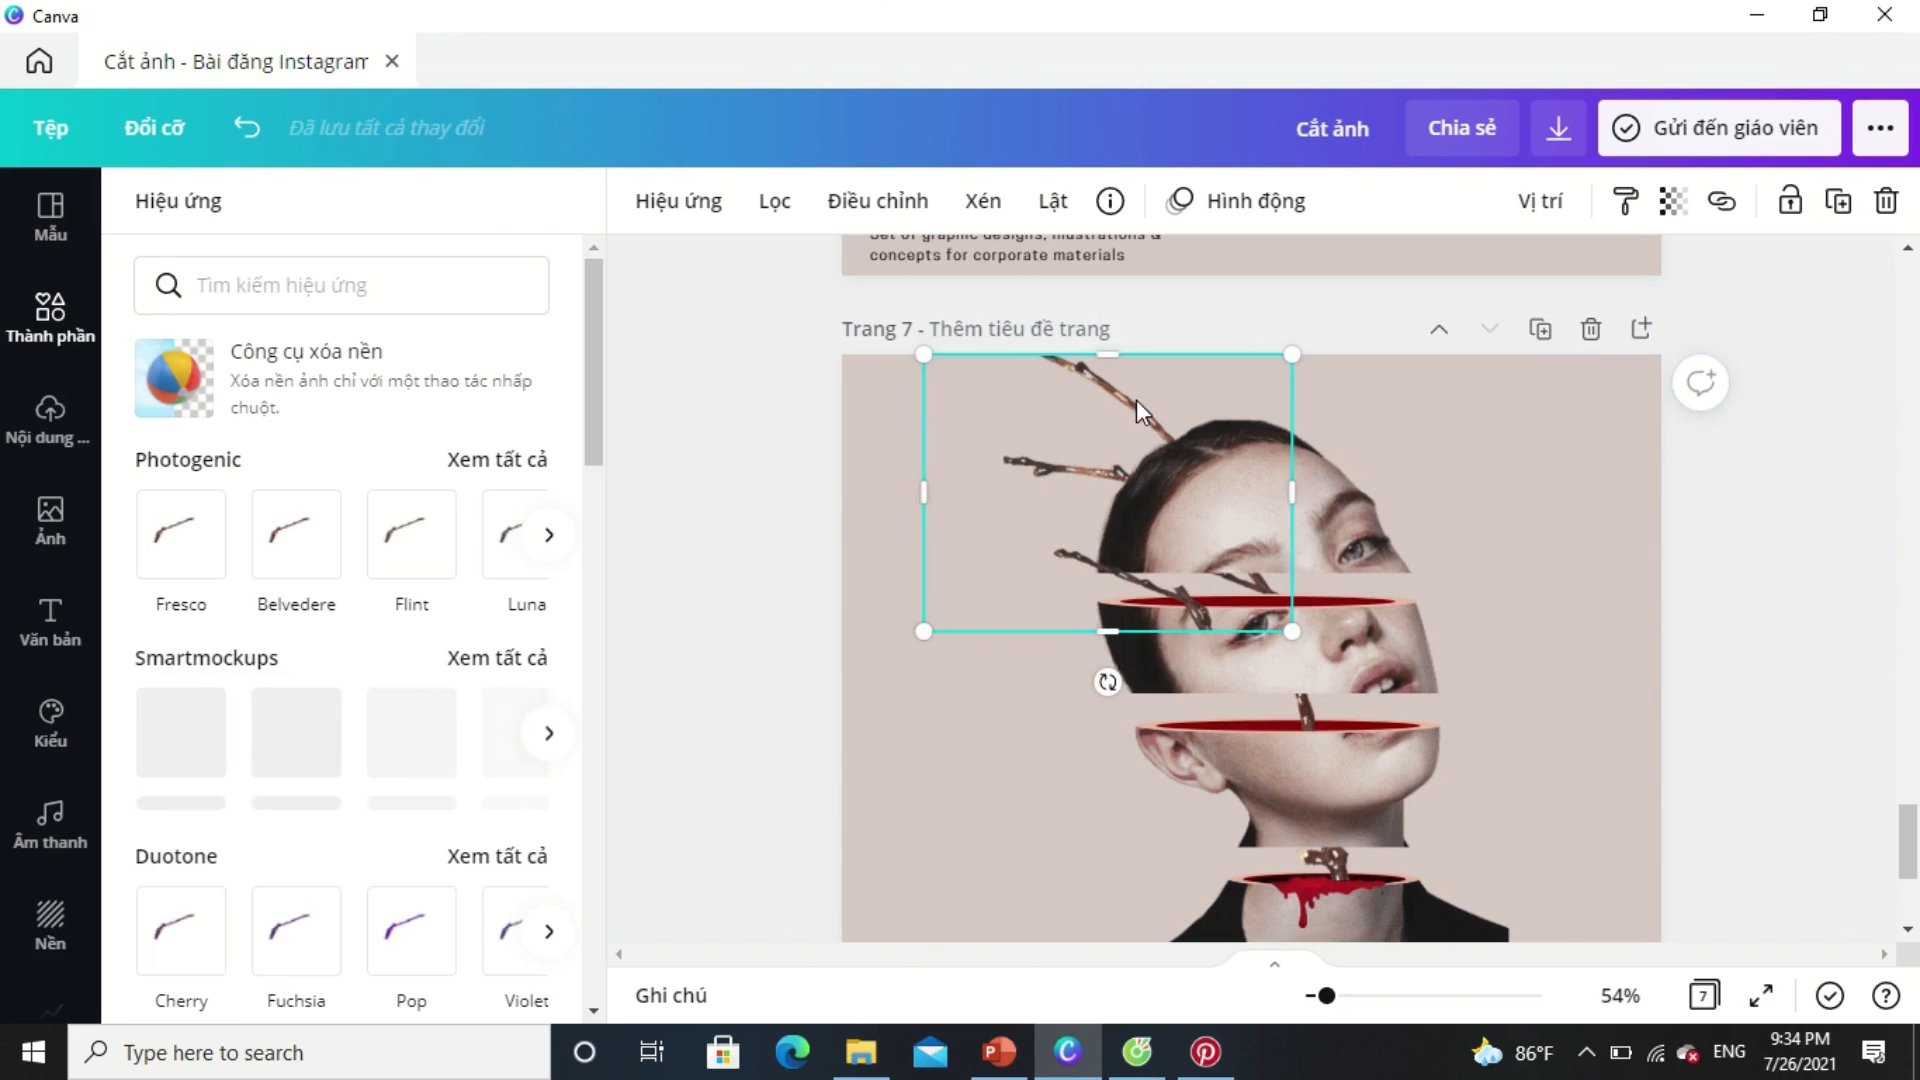 Canva
Cắt ảnh - Bài đăng Instagram
Tệp
Đổi cỡ
Đã lưu tất cả thay đổi
Cắt ảnh
Chia sẻ
Gửi đến giáo viên
Hiệu ứng
Hiệu ứng
Lọc
Điều chỉnh
Xén
Lật
Hình động
Vị trí
Mẫu
Thành phần
Nội dung ...
Ảnh
Văn bản
Kiểu
Âm thanh
Nền
Tìm kiếm hiệu ứng
Công cụ xóa nền
Xóa nền ảnh chỉ với một thao tác nhấp
chuột.
Photogenic
Xem tất cả
Fresco
Belvedere
Flint
Luna
Smartmockups
Xem tất cả
Duotone
Xem tất cả
Cherry
Fuchsia
Pop
Violet
Set of graphic designs, illustrations &
concepts for corporate materials
Trang 7 - Thêm tiêu đề trang
Ghi chú
54%
7
Type here to search
86°F
ENG
9:34 PM
7/26/2021